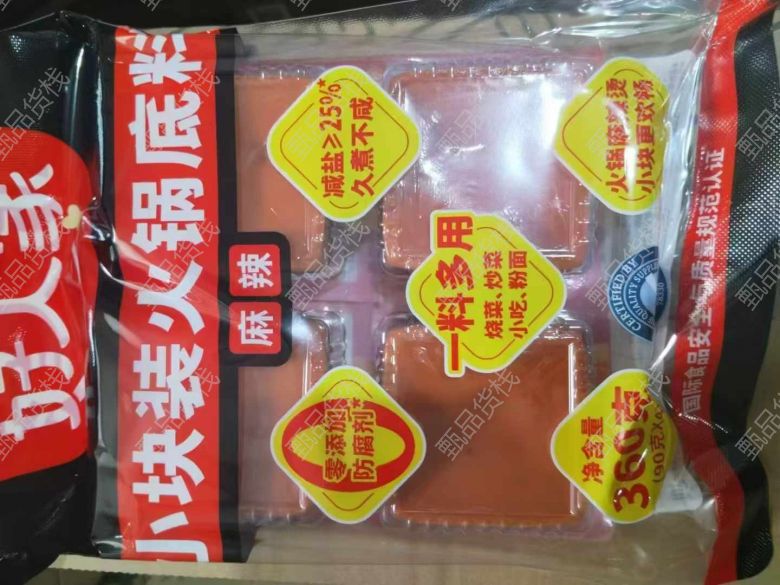 好人家
小块装火锅底料
麻辣
减盐≥25%*
久煮不咸
火锅麻辣烫
小块更欢畅
一料多用
烧菜、炒菜
小吃、粉面
零添加**
防腐剂
净含量
360克
CERTIFIED BY
国际食品安全与质量规范认证
甄品货栈